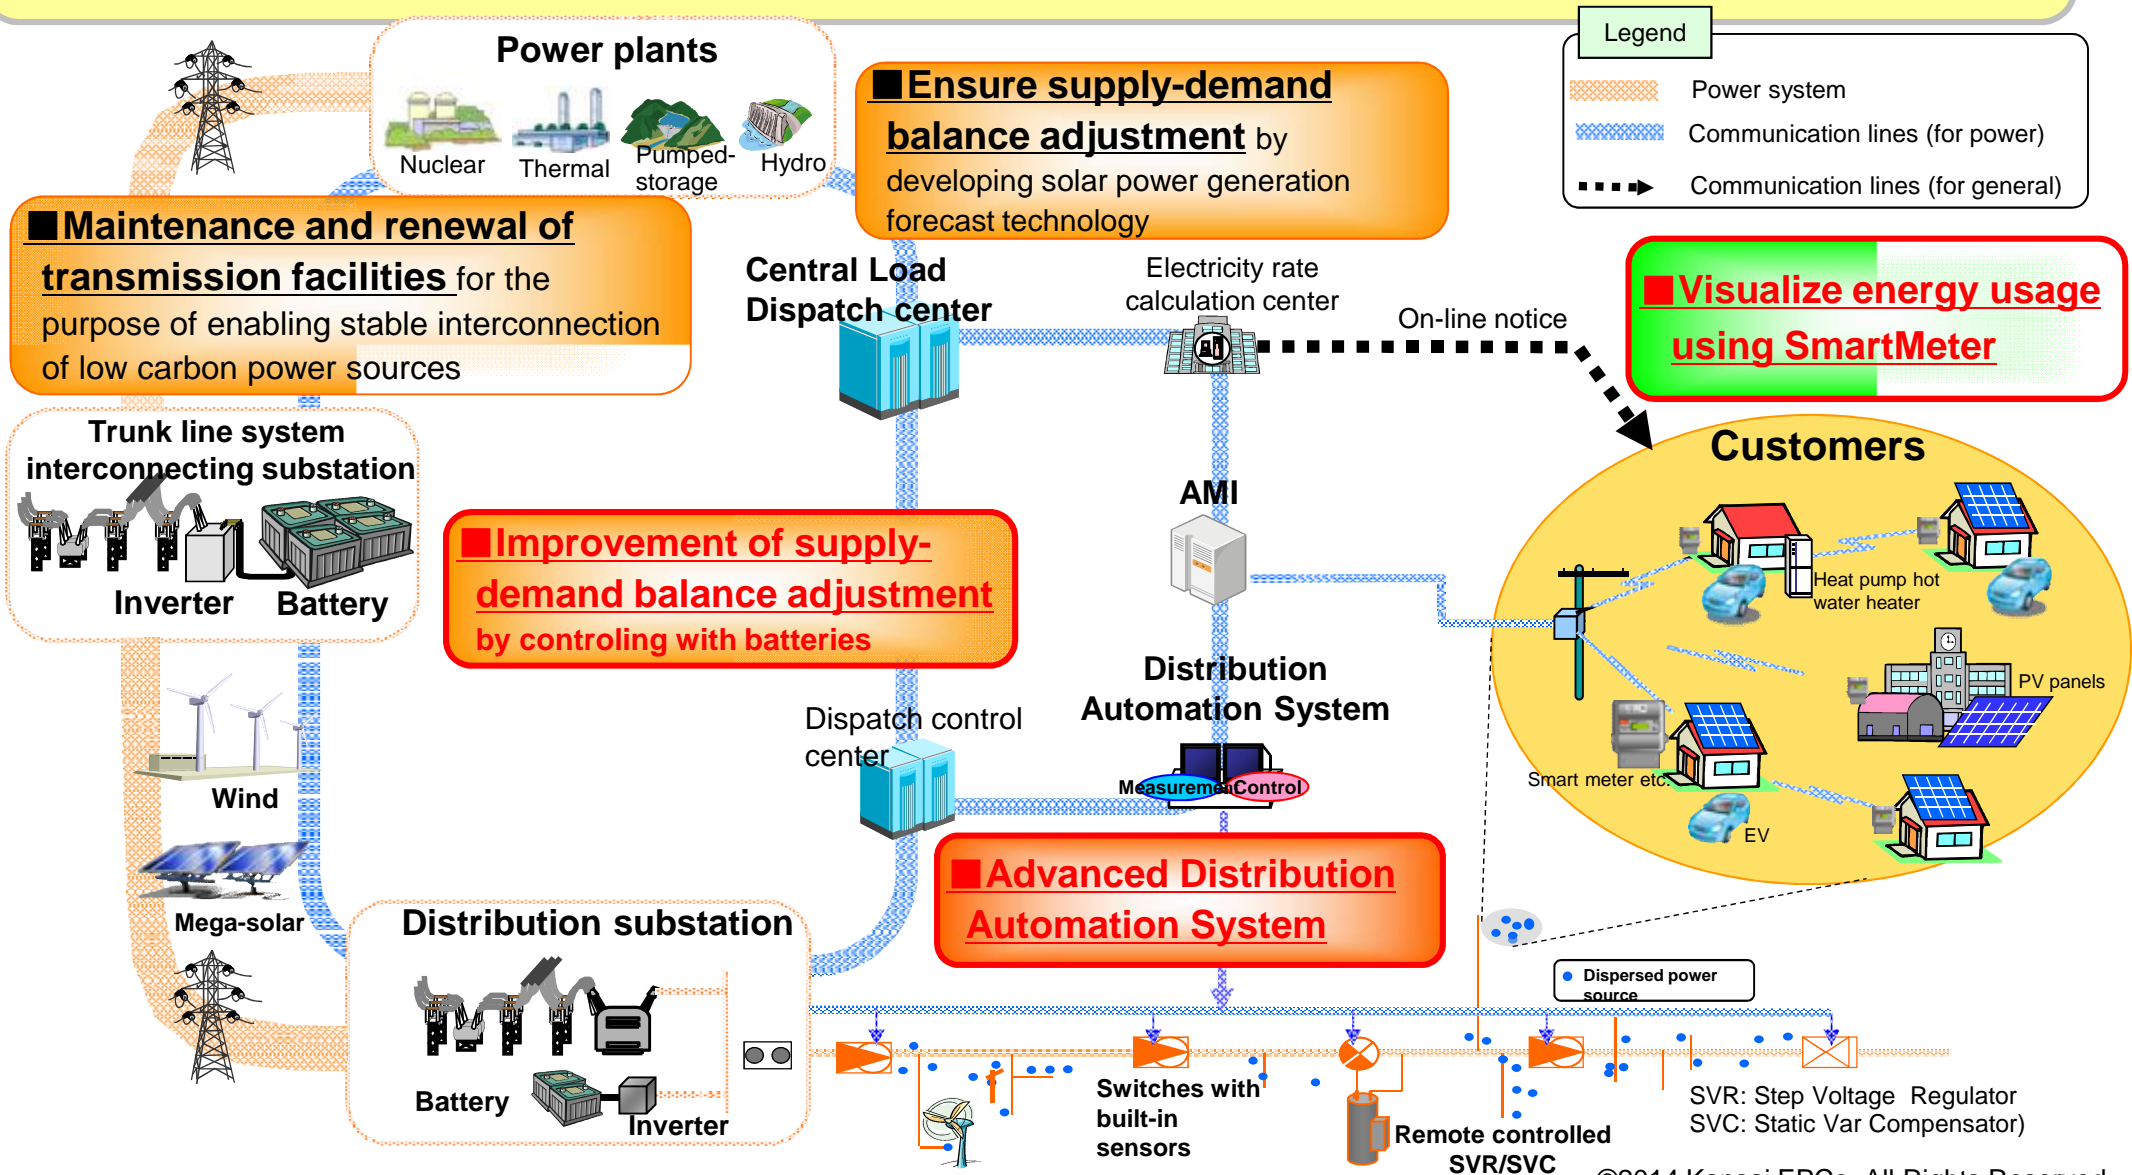 Power plants
Nuclear
Thermal
Pumped-
storage
Hydro
■Ensure supply-demand
balance adjustment by
developing solar power generation
forecast technology
Legend
Power system
Communication lines (for power)
Communication lines (for general)
■Maintenance and renewal of
transmission facilities for the
purpose of enabling stable interconnection
of low carbon power sources
Central Load
Dispatch center
Electricity rate
calculation center
On-line notice
■Visualize energy usage
using SmartMeter
Trunk line system
interconnecting substation
Inverter
Battery
■Improvement of supply-
demand balance adjustment
by controling with batteries
AMI
Customers
Heat pump hot
water heater
PV panels
Smart meter etc.
EV
Distribution
Automation System
Measurement
Control
Dispatch control
center
Wind
Mega-solar
■Advanced Distribution
Automation System
Distribution substation
Battery
Inverter
Dispersed power
source
Switches with
built-in
sensors
Remote controlled
SVR/SVC
SVR: Step Voltage Regulator
SVC: Static Var Compensator)
©2014 Kansai EPCo. All Rights Reserved